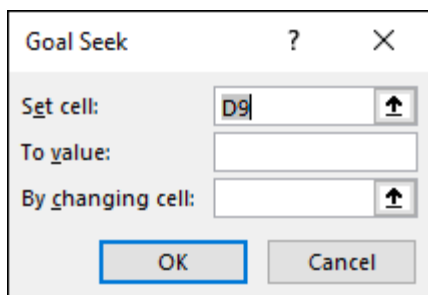 Goal Seek ?
Set cell: D9
To value:
By changing cell:
OK Cancel